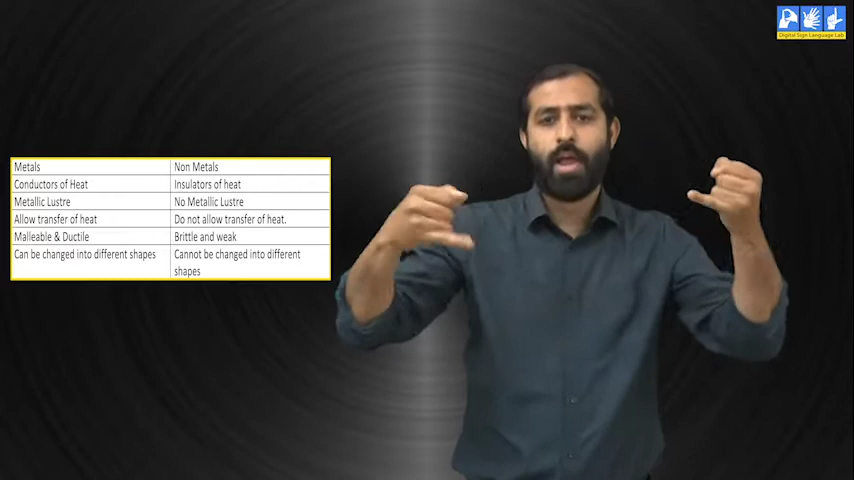 Digital Sign Language Lab
Metals Non Metals
Conductors of Heat Insulators of heat
Metallic Lustre No Metallic Lustre
Allow transfer of heat Do not allow transfer of heat.
Malleable & Ductile Brittle and weak
Can be changed into different shapes Cannot be changed into different
shapes